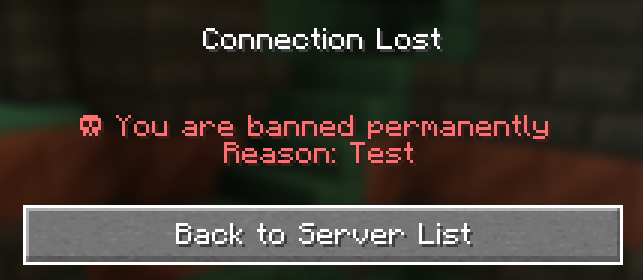 Connection Lost
☠ You are banned permanently
Reason: Test
Back to Server List